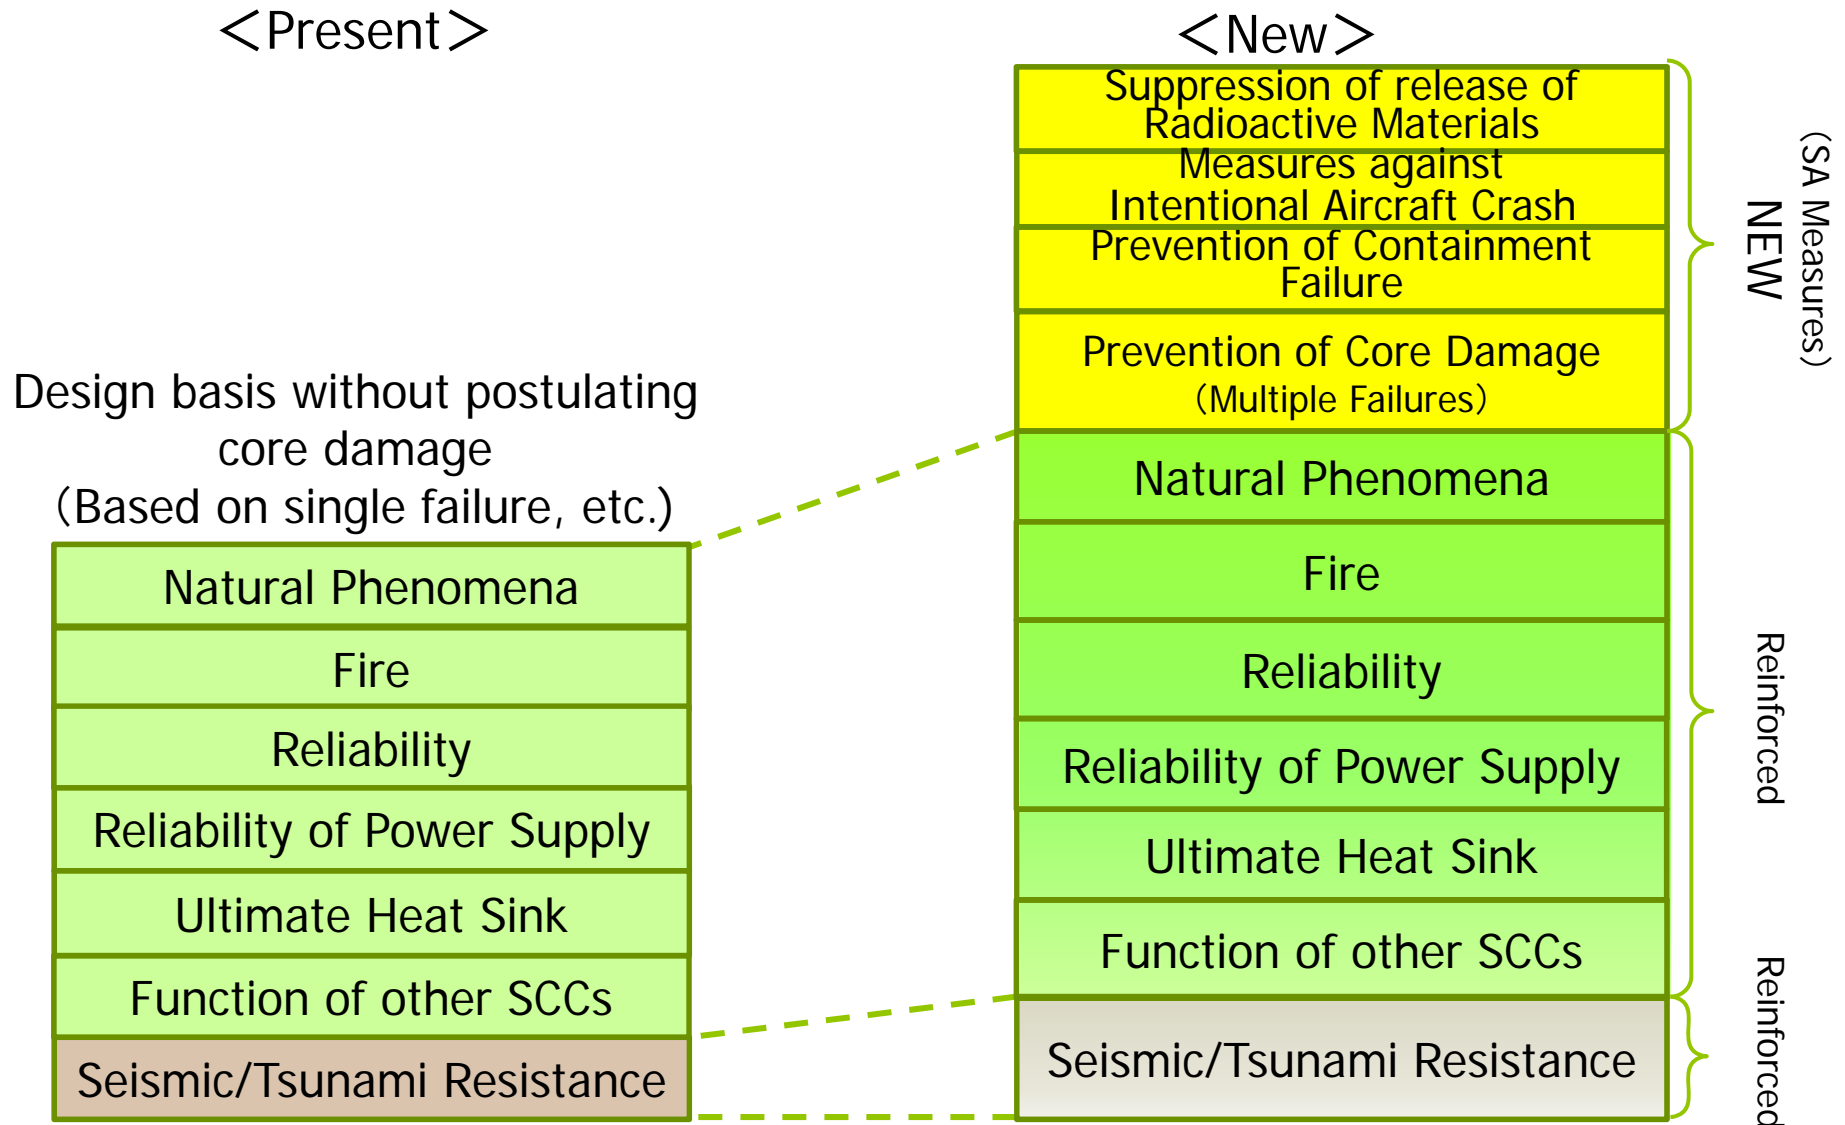 ＜Present＞
Design basis without postulating
core damage
（Based on single failure, etc.）
Natural Phenomena
Fire
Reliability
Reliability of Power Supply
Ultimate Heat Sink
Function of other SCCs
Seismic/Tsunami Resistance
＜New＞
Suppression of release of
Radioactive Materials
Measures against
Intentional Aircraft Crash
Prevention of Containment
Failure
Prevention of Core Damage
（Multiple Failures）
Natural Phenomena
Fire
Reliability
Reliability of Power Supply
Ultimate Heat Sink
Function of other SCCs
Seismic/Tsunami Resistance
（SA Measures）
NEW
Reinforced
Reinforced